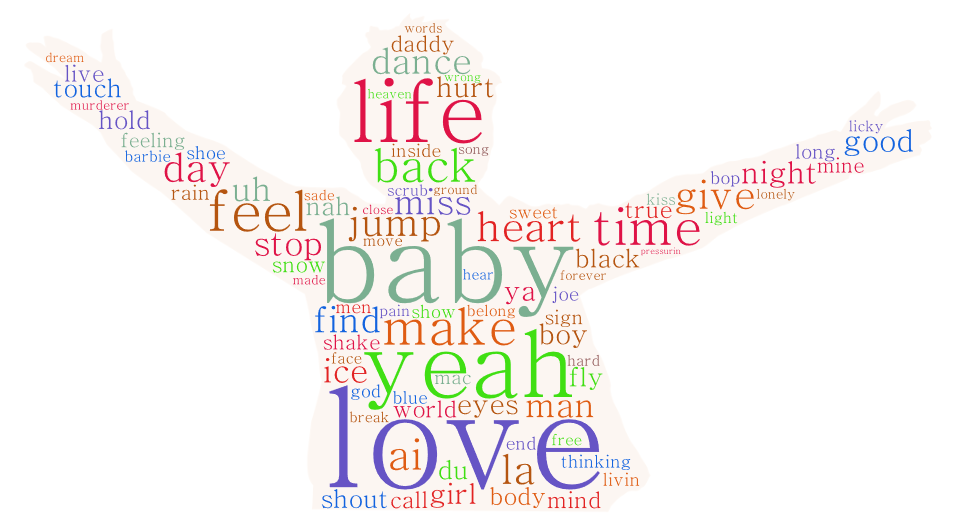 words
daddy
dream
dance
live
wrong
touch
heaven
hurt
murderer
life
licky
hold
feeling
inside
song
long
good
barbie
shoe
day
back
bop
night
mine
rain
uh
sade
scrub
ground
kiss
give
lonely
feel
nah
close
miss
sweet
true
light
jump
heart
time
stop
move
baby
black
pressurin
snow
made
hear
forever
ya
joe
men
pain
show
belong
sign
find
make
boy
shake
face
yeah
hard
ice
mac
fly
god
blue
world
eyes
man
break
love
end
free
ai
du
la
thinking
livin
shout
call
girl
body
mind